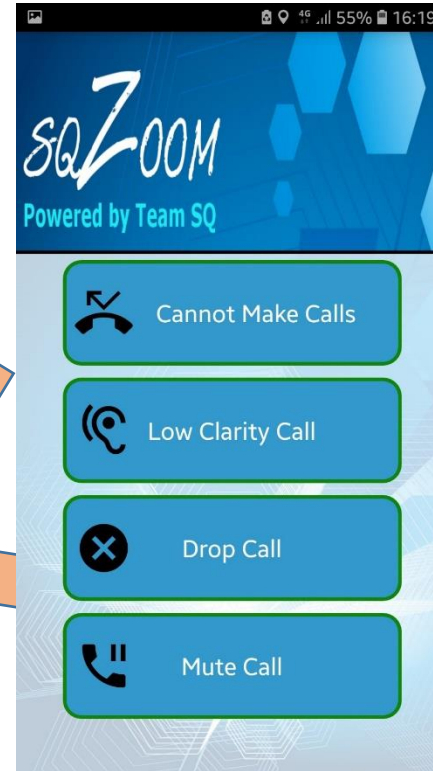 4G 55% 16:19
sqZOOM
Powered by Team SQ
Cannot Make Calls
Low Clarity Call
Drop Call
Mute Call